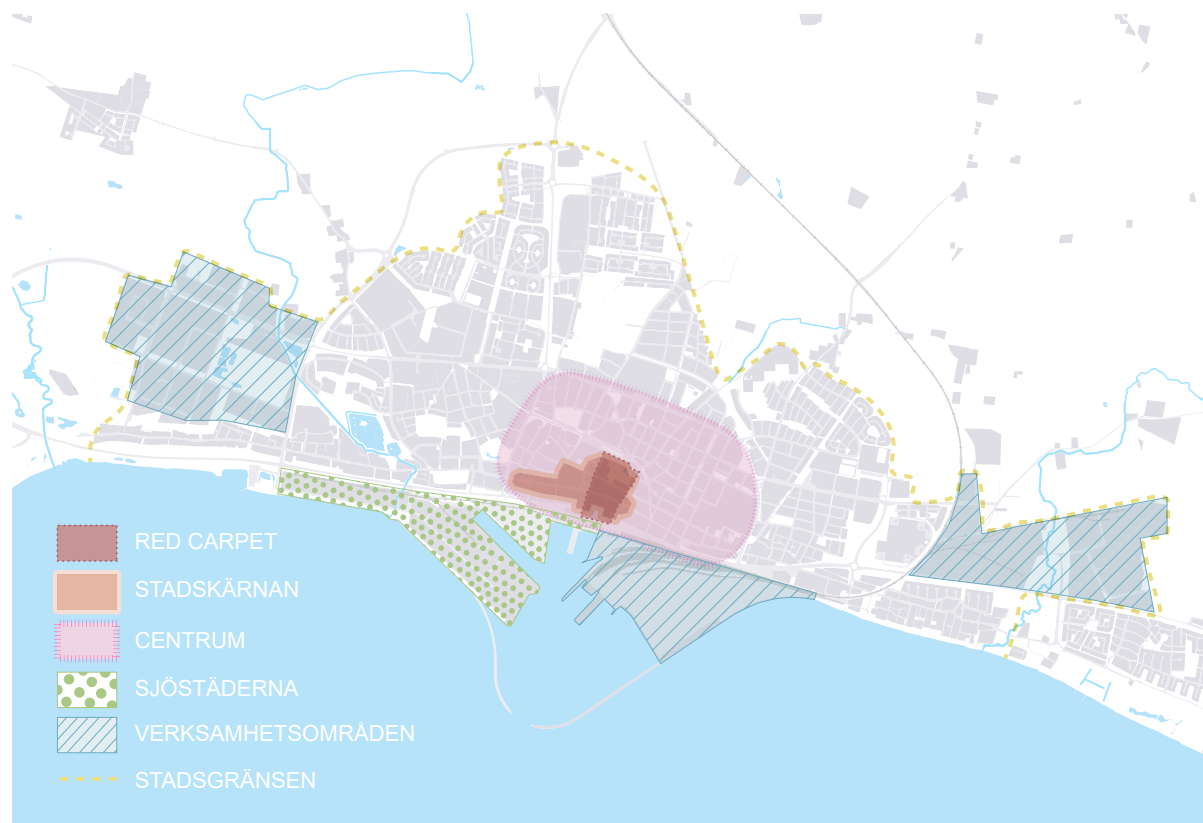 RED CARPET
STADSKÄRNAN
CENTRUM
SJÖSTÄDERNA
VERKSAMHETSOMRÅDEN
STADSGRÄNSEN